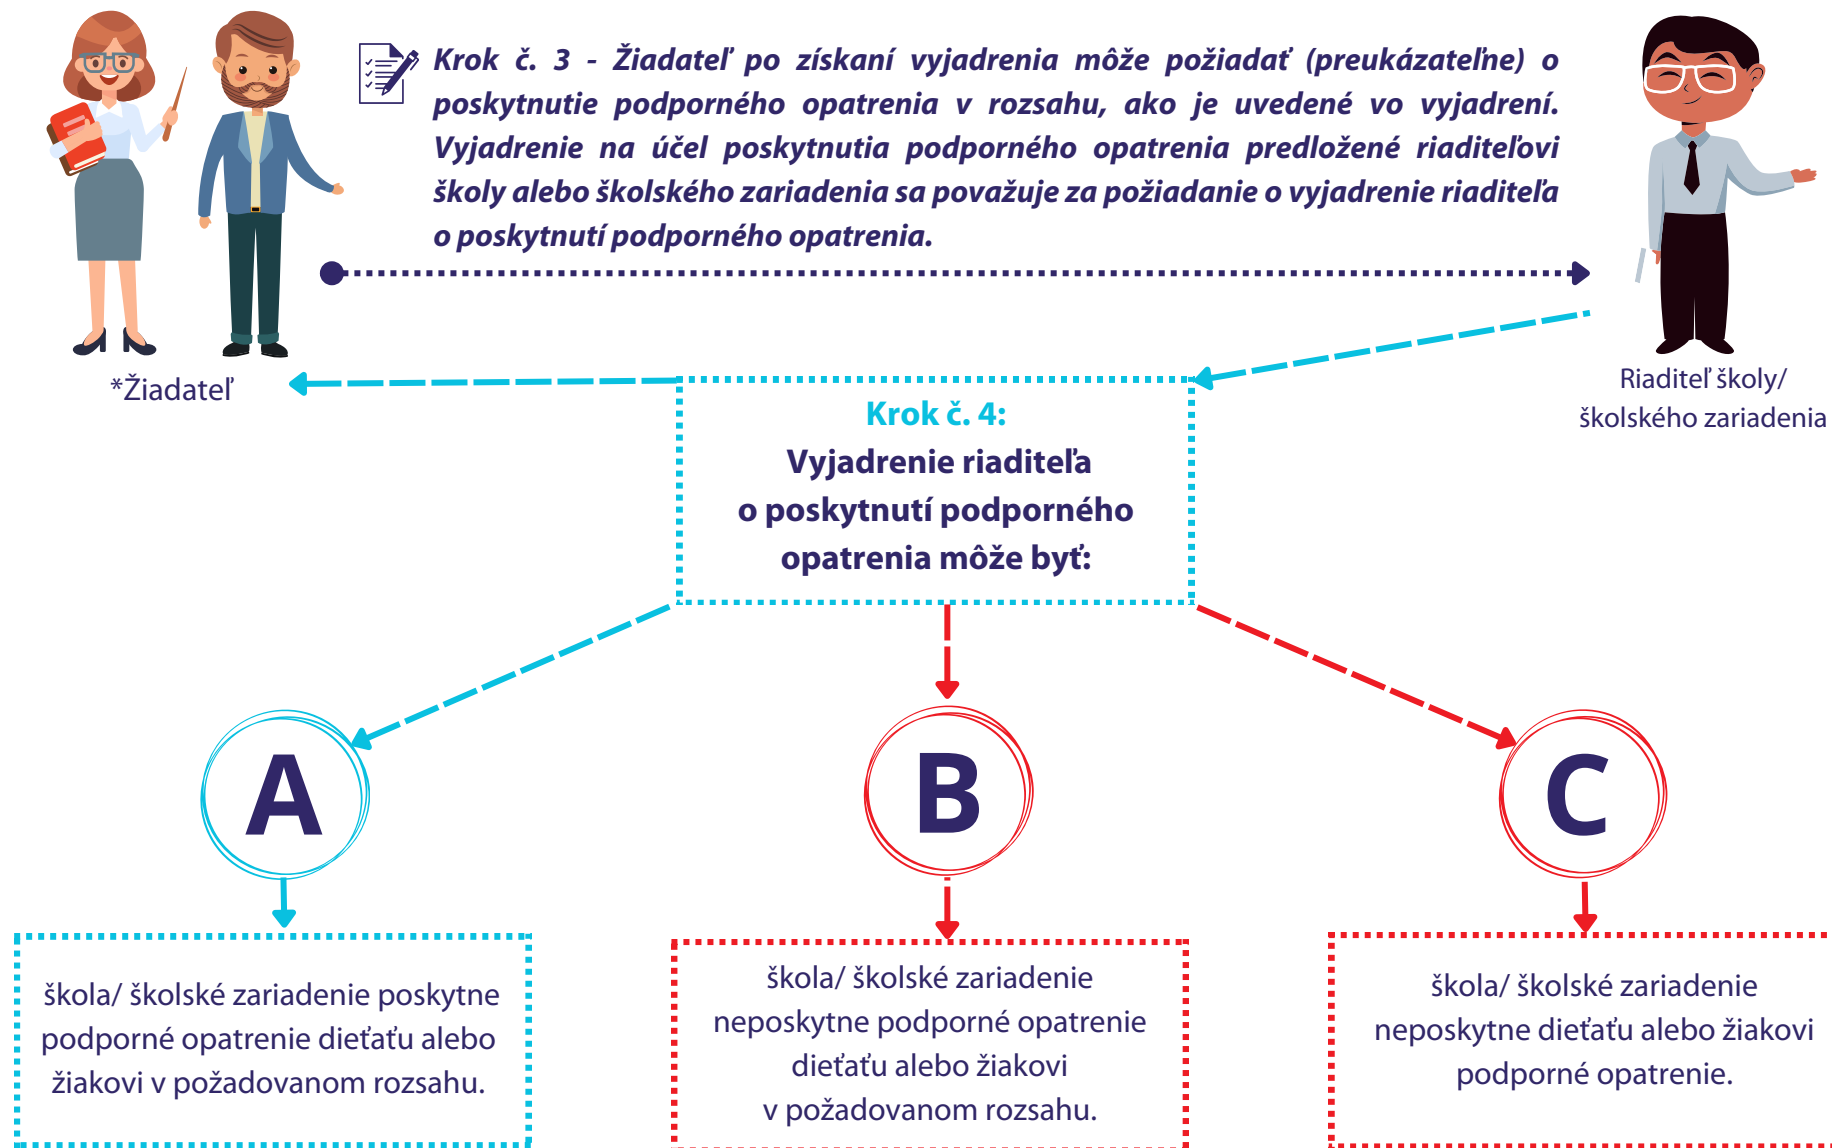 Krok č. 3 - Žiadateľ po získaní vyjadrenia môže požiadať (preukázateľne) o
poskytnutie podporného opatrenia v rozsahu, ako je uvedené vo vyjadrení.
Vyjadrenie na účel poskytnutia podporného opatrenia predložené riaditeľovi
školy alebo školského zariadenia sa považuje za požiadanie o vyjadrenie riaditeľa
o poskytnutí podporného opatrenia.
*Žiadateľ
Riaditeľ školy/
školského zariadenia
Krok č. 4:
Vyjadrenie riaditeľa
o poskytnutí podporného
opatrenia môže byť:
A
B
C
škola/ školské zariadenie poskytne
podporné opatrenie dieťaťu alebo
žiakovi v požadovanom rozsahu.
škola/ školské zariadenie
neposkytne podporné opatrenie
dieťaťu alebo žiakovi
v požadovanom rozsahu.
škola/ školské zariadenie
neposkytne dieťaťu alebo žiakovi
podporné opatrenie.